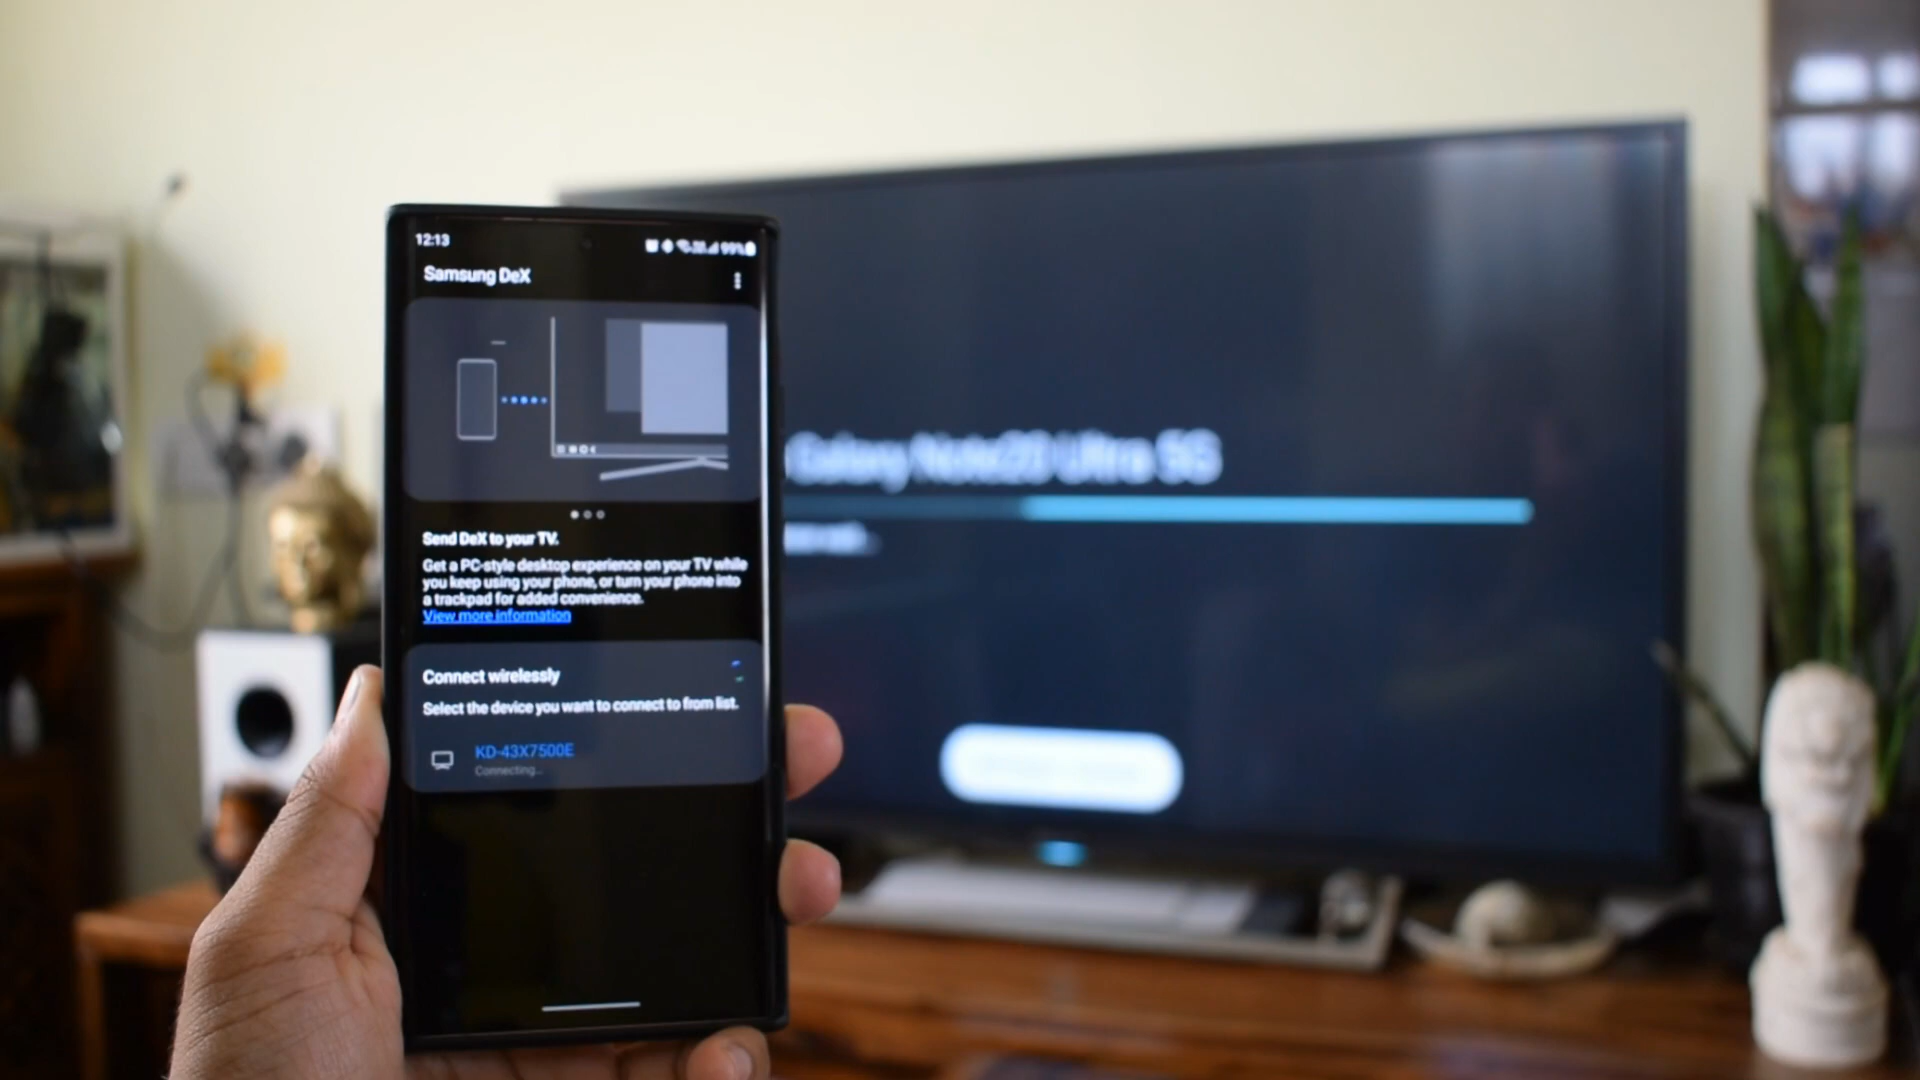 12:13
99%
Samsung DeX
Send DeX to your TV.
Get a PC-style desktop experience on your TV while
you keep using your phone, or turn your phone into
a trackpad for added convenience.
View more information
Connect wirelessly
Select the device you want to connect to from list.
KD-43X7500E
Connecting...
Galaxy Note20 Ultra 5G